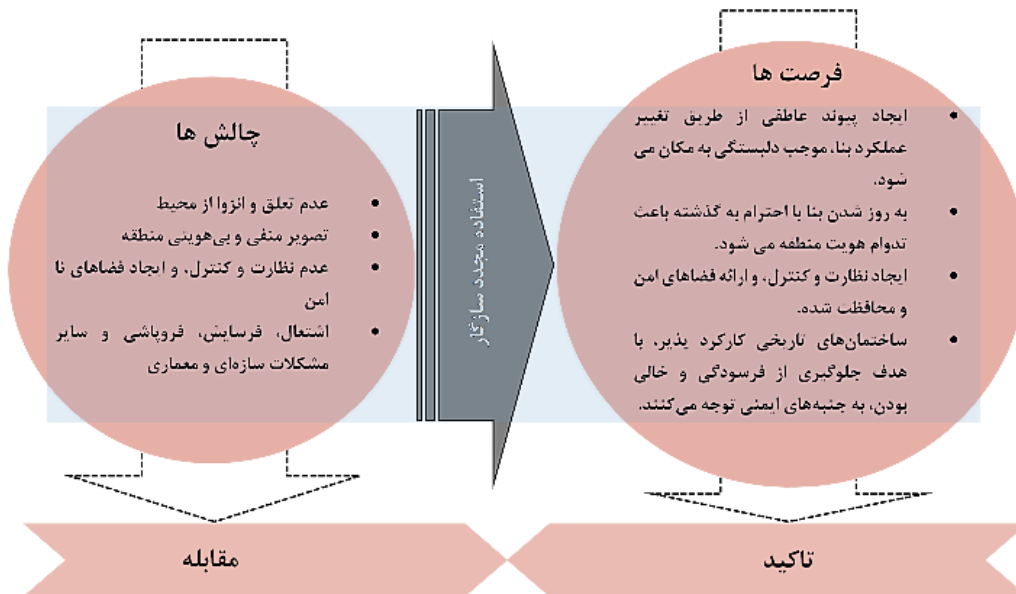 فرصت ها
ایجاد پیوند عاطفی از طریق تغییر
عملکرد بنا، موجب دلبستگی به مکان می
شود.
به روز شدن بنا با احترام به گذشته باعث
تدوام هویت منطقه می شود.
ایجاد نظارت و کنترل، و ارائه فضاهای امن
و محافظت شده.
ساختمان‌های تاریخی کارکرد پذیر، با
هدف جلوگیری از فرسودگی و خالی
بودن، به جنبه‌های ایمنی توجه می‌کنند.
استفاده مجدد سازگار
چالش ها
عدم تعلق و انزوا از محیط
تصویر منفی و بی‌هویتی منطقه
عدم نظارت و کنترل، و ایجاد فضاهای نا
امن
اشتعال، فرسایش، فروپاشی و سایر
مشکلات سازه‌ای و معماری
تاکید
مقابله